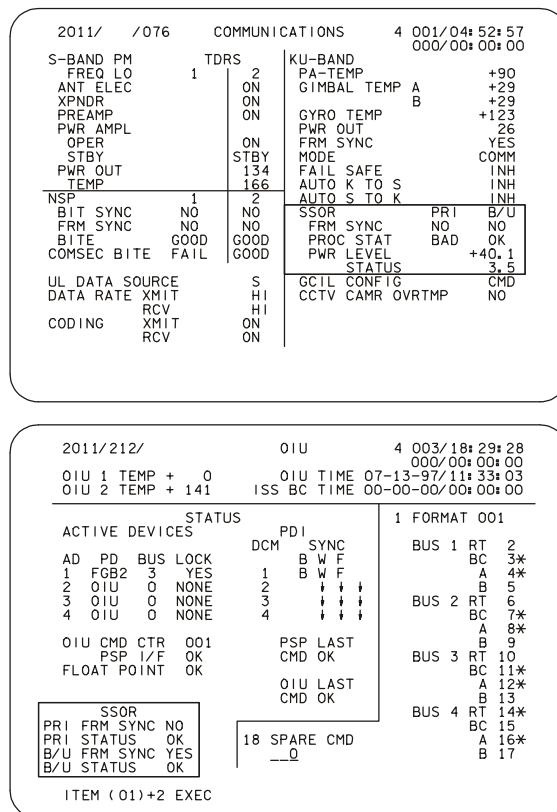 2011/ /076 COMMUNICATIONS 4 001/04:52:57
000/00:00:00
S-BAND PM TDRS
FREQ LO 1 2
ANT ELEC ON
XPNDR ON
PREAMP ON
PWR AMPL
OPER ON
STBY STBY
PWR OUT 134
TEMP 166
NSP 1 2
BIT SYNC NO NO
FRM SYNC NO NO
BITE GOOD GOOD
COMSEC BITE FAIL GOOD
UL DATA SOURCE S
DATA RATE XMIT HI
RCV HI
CODING XMIT ON
RCV ON
KU-BAND
PA-TEMP +90
GIMBAL TEMP A +29
B +29
GYRO TEMP +123
PWR OUT 26
FRM SYNC YES
MODE COMM
FAIL SAFE INH
AUTO K TO S INH
AUTO S TO K INH
SSOR PRI B/U
FRM SYNC NO NO
PROC STAT BAD OK
PWR LEVEL +40.1
STATUS 3.5
GCIL CONFIG CMD
CCTV CAMR OVRTMP NO
2011/212/ OIU 4 003/18:29:28
000/00:00:00
OIU 1 TEMP + 0 OIU TIME 07-13-97/11:33:03
OIU 2 TEMP + 141 ISS BC TIME 00-00-00/00:00:00
STATUS
ACTIVE DEVICES
AD PD BUS LOCK
1 FGB2 3 YES
2 OIU 0 NONE
3 OIU 0 NONE
4 OIU 0 NONE
OIU CMD CTR 001
PSP I/F OK
FLOAT POINT OK
PDI
DCM SYNC
B W F
1 B W F
2 ↓ ↓ ↓
3 ↓ ↓ ↓
4 ↓ ↓ ↓
PSP LAST
CMD OK
OIU LAST
CMD OK
SSOR
PRI FRM SYNC NO
PRI STATUS OK
B/U FRM SYNC YES
B/U STATUS OK
18 SPARE CMD
__0
1 FORMAT 001
BUS 1 RT 2
BC 3*
A 4*
B 5
BUS 2 RT 6
BC 7*
A 8*
B 9
BUS 3 RT 10
BC 11*
A 12*
B 13
BUS 4 RT 14*
BC 15
A 16*
B 17
ITEM (01)+2 EXEC